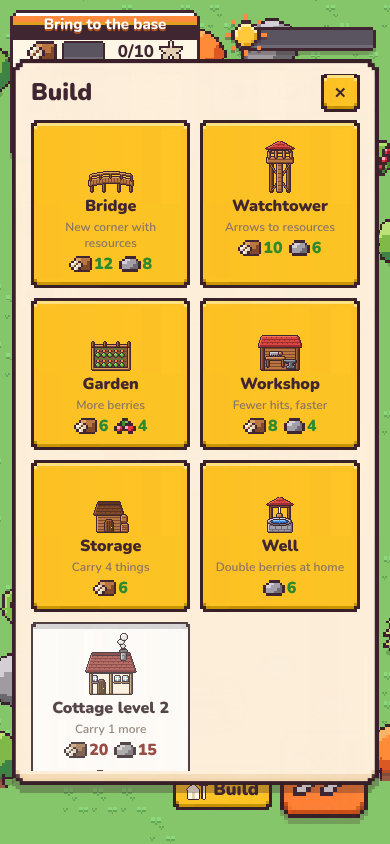 Bring to the base
0/10
Build
×
Bridge
New corner with
resources
12 8
Watchtower
Arrows to resources
10 6
Garden
More berries
6 4
Workshop
Fewer hits, faster
8 4
Storage
Carry 4 things
6
Well
Double berries at home
6
Cottage level 2
Carry 1 more
20 15
Build